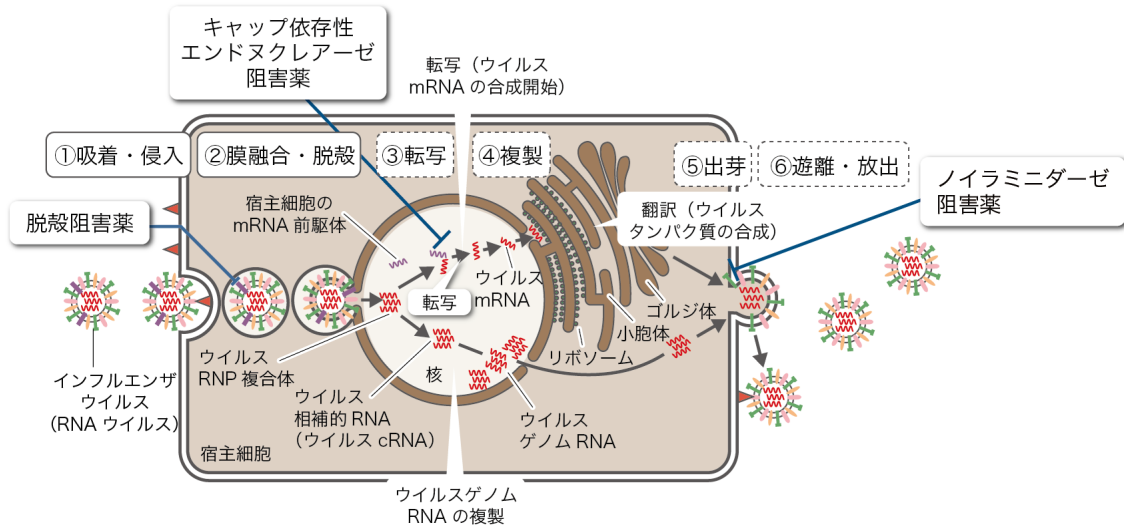 キャップ依存性
エンドヌクレアーゼ
阻害薬
転写（ウイルス
mRNA の合成開始）
①吸着・侵入
②膜融合・脱殻
③転写
④複製
⑤出芽
⑥遊離・放出
ノイラミニダーゼ
阻害薬
脱殻阻害薬
宿主細胞の
mRNA 前駆体
翻訳（ウイルス
タンパク質の合成）
ウイルス
mRNA
転写
ゴルジ体
小胞体
リボソーム
インフルエンザ
ウイルス
（RNA ウイルス）
ウイルス
RNP 複合体
核
ウイルス
相補的 RNA
（ウイルス cRNA）
ウイルス
ゲノム RNA
宿主細胞
ウイルスゲノム
RNA の複製